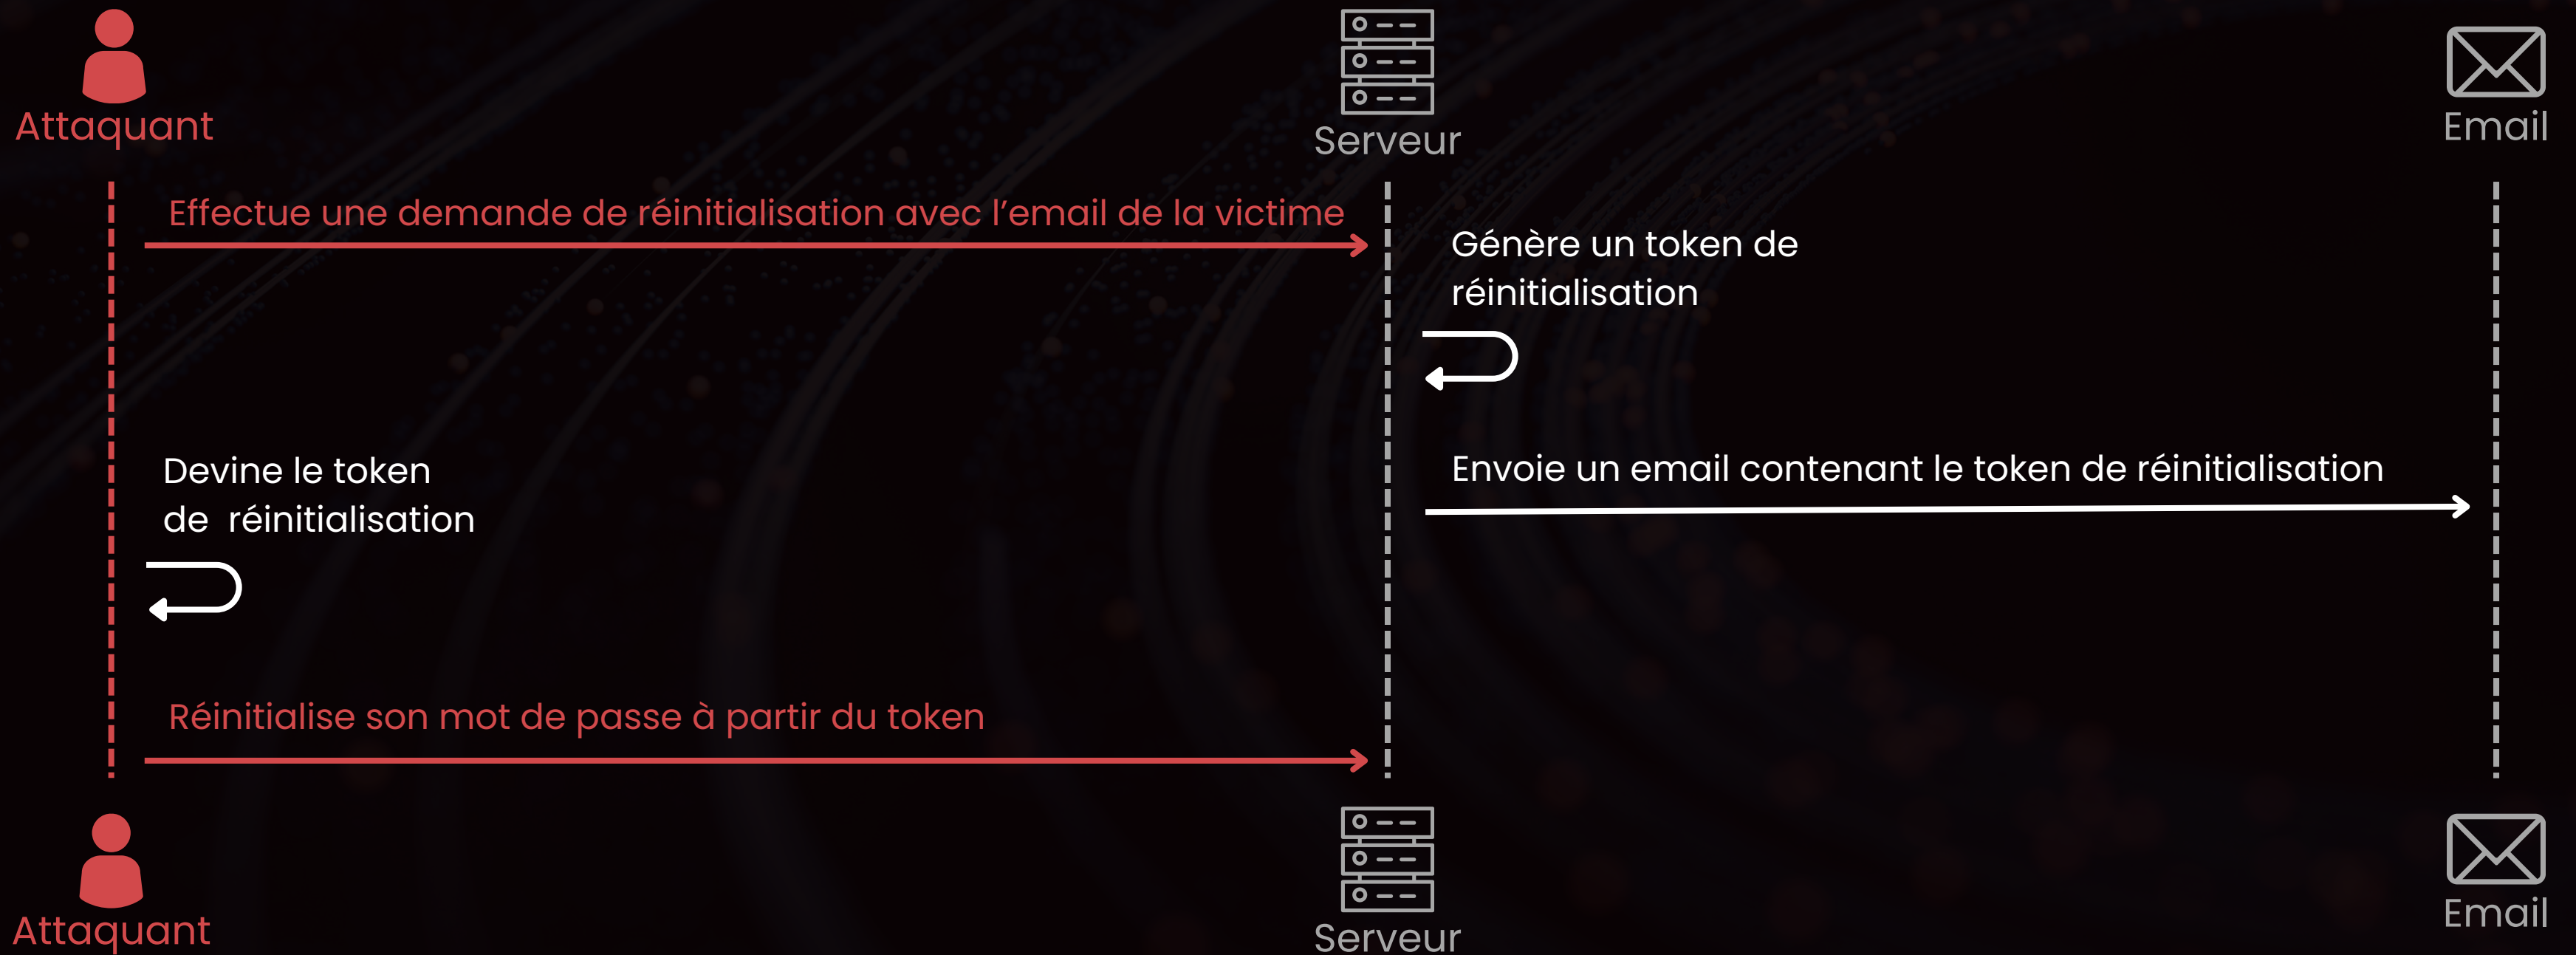 Attaquant
Serveur
Email
Effectue une demande de réinitialisation avec l’email de la victime
Génère un token de
réinitialisation
Devine le token
de  réinitialisation
Envoie un email contenant le token de réinitialisation
Réinitialise son mot de passe à partir du token
Attaquant
Serveur
Email